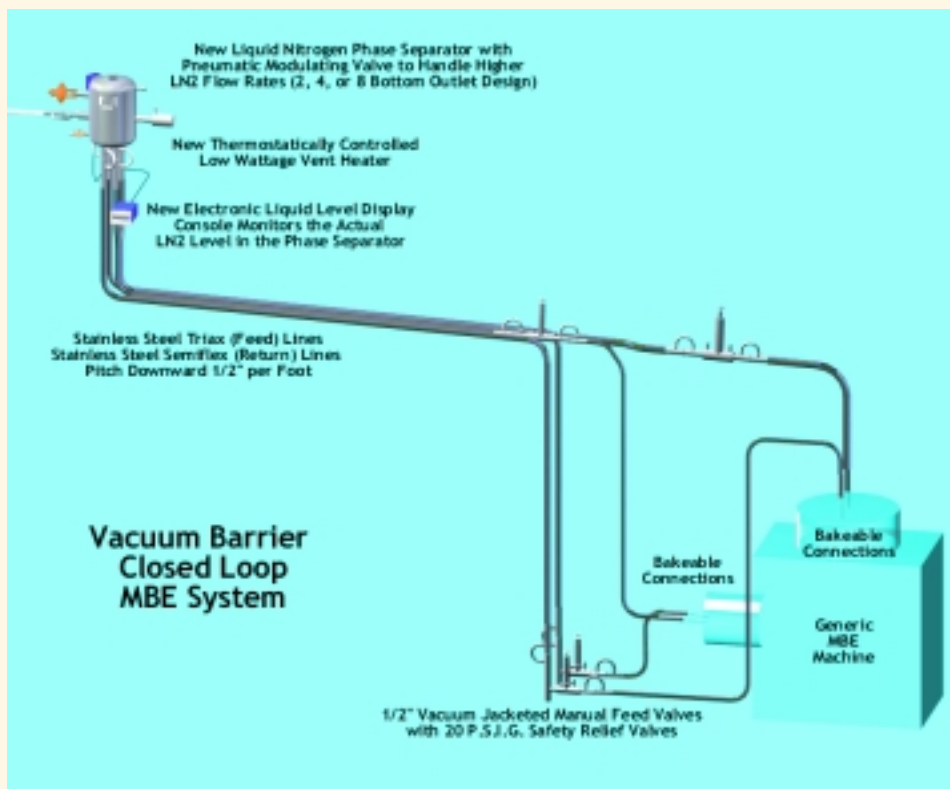 New Liquid Nitrogen Phase Separator with
Pneumatic Modulating Valve to Handle Higher
LN2 Flow Rates (2, 4, or 8 Bottom Outlet Design)
New Thermostatically Controlled
Low Wattage Vent Heater
New Electronic Liquid Level Display
Console Monitors the Actual
LN2 Level in the Phase Separator
Stainless Steel Triax (Feed) Lines
Stainless Steel Semiflex (Return) Lines
Pitch Downward 1/2" per Foot
Vacuum Barrier
Closed Loop
MBE System
Bakeable
Connections
Bakeable
Connections
Generic
MBE
Machine
1/2" Vacuum Jacketed Manual Feed Valves
with 20 P.S.I.G. Safety Relief Valves